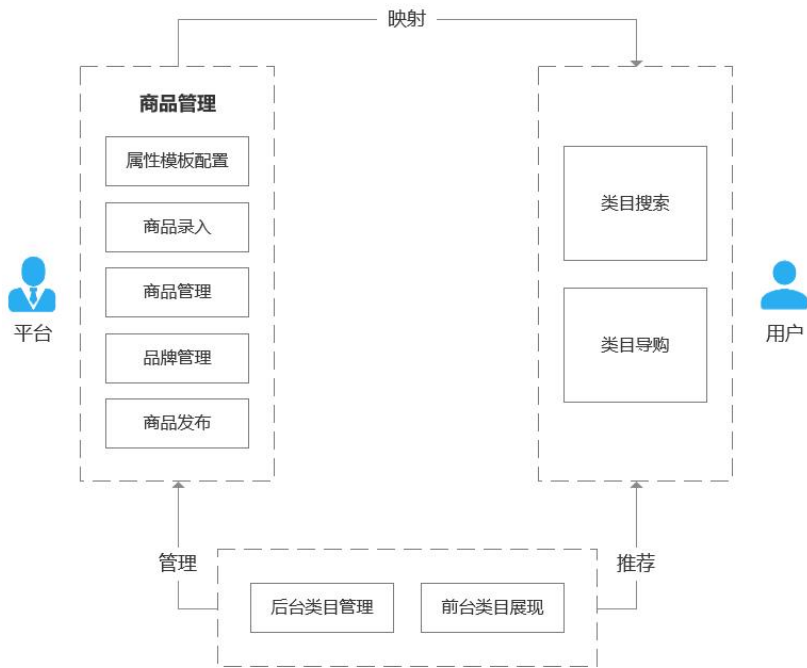 映射
商品管理
属性模板配置
商品录入
商品管理
品牌管理
商品发布
平台
类目搜索
类目导购
用户
管理
推荐
后台类目管理
前台类目展现